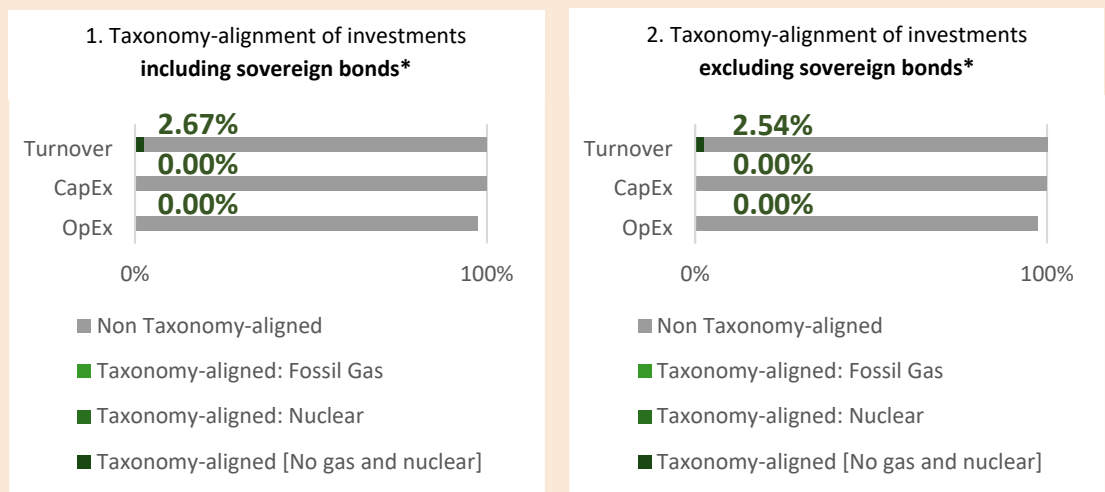 1. Taxonomy-alignment of investments
including sovereign bonds*
2.67%
Turnover
0.00%
CapEx
0.00%
OpEx
0% 100%
Non Taxonomy-aligned
Taxonomy-aligned: Fossil Gas
Taxonomy-aligned: Nuclear
Taxonomy-aligned [No gas and nuclear]
2. Taxonomy-alignment of investments
excluding sovereign bonds*
2.54%
Turnover
0.00%
CapEx
0.00%
OpEx
0% 100%
Non Taxonomy-aligned
Taxonomy-aligned: Fossil Gas
Taxonomy-aligned: Nuclear
Taxonomy-aligned [No gas and nuclear]